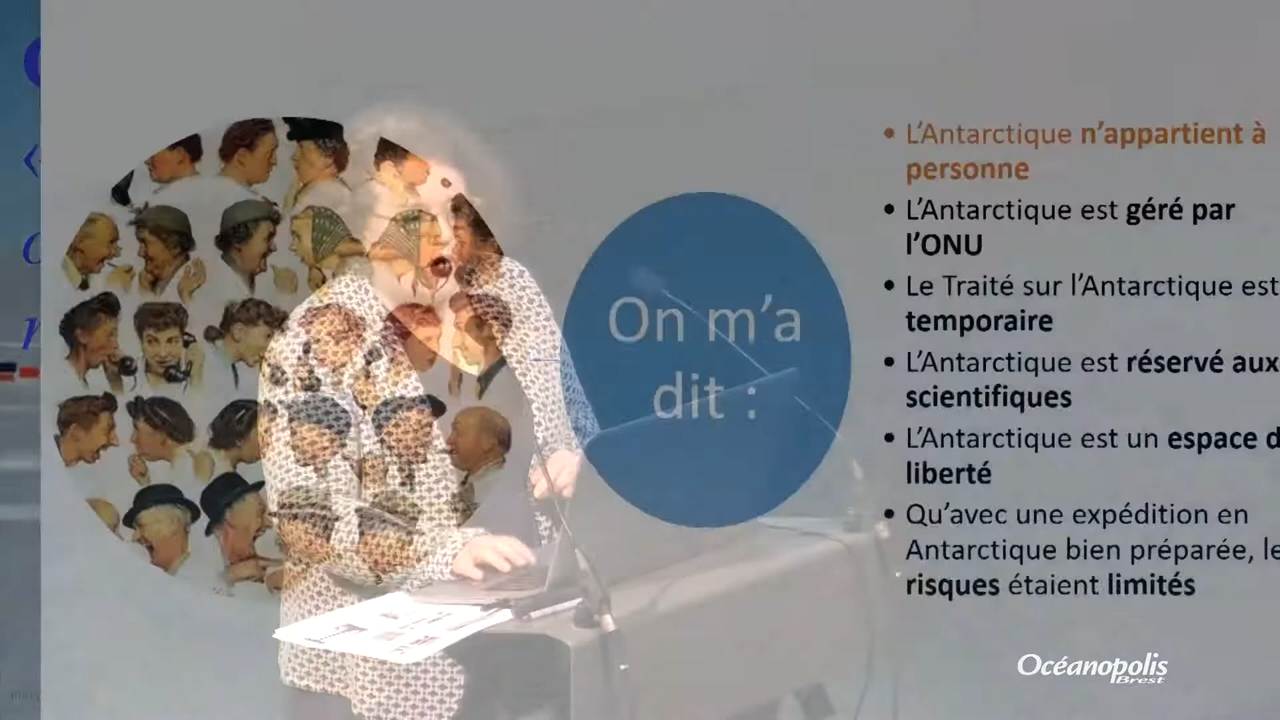 On m'a
dit :
• L'Antarctique n'appartient à
personne
• L'Antarctique est géré par
l'ONU
• Le Traité sur l'Antarctique est
temporaire
• L'Antarctique est réservé aux
scientifiques
• L'Antarctique est un espace d
liberté
• Qu'avec une expédition en
Antarctique bien préparée, le
risques étaient limités
Océanopolis
Brest